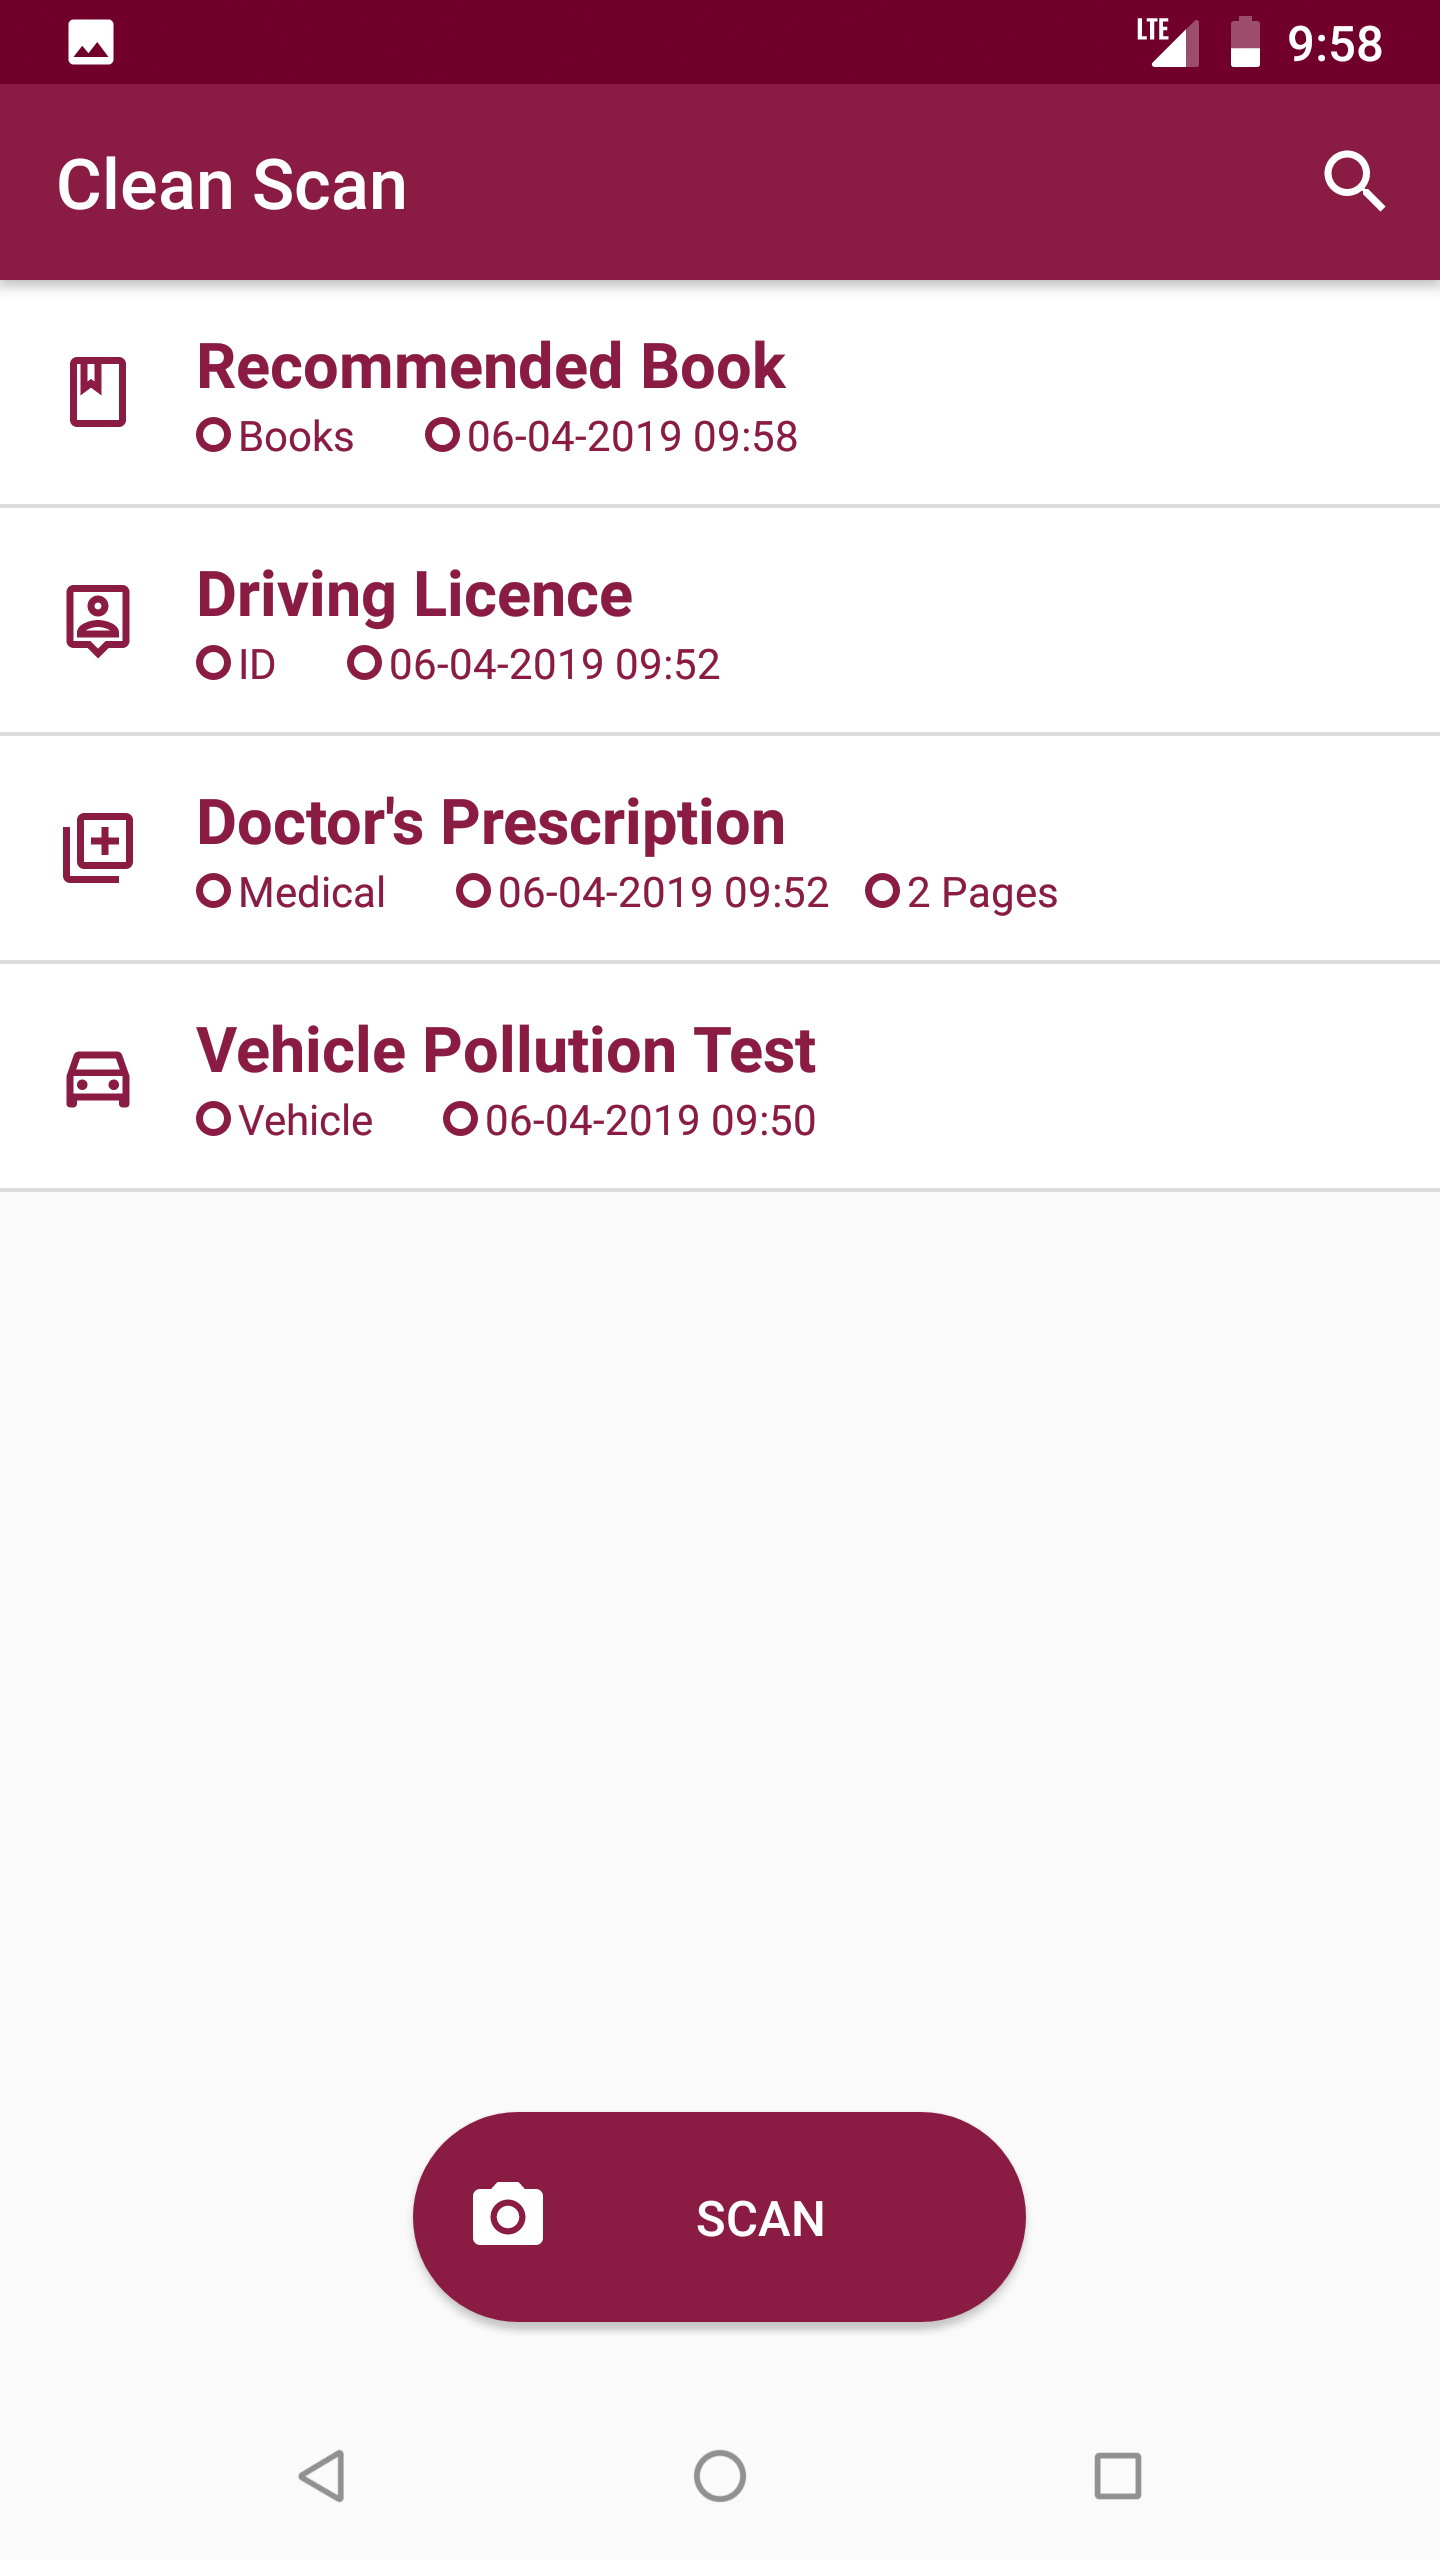 LTE 9:58
Clean Scan
Recommended Book
Books 06-04-2019 09:58
Driving Licence
ID 06-04-2019 09:52
Doctor's Prescription
Medical 06-04-2019 09:52 2 Pages
Vehicle Pollution Test
Vehicle 06-04-2019 09:50
SCAN